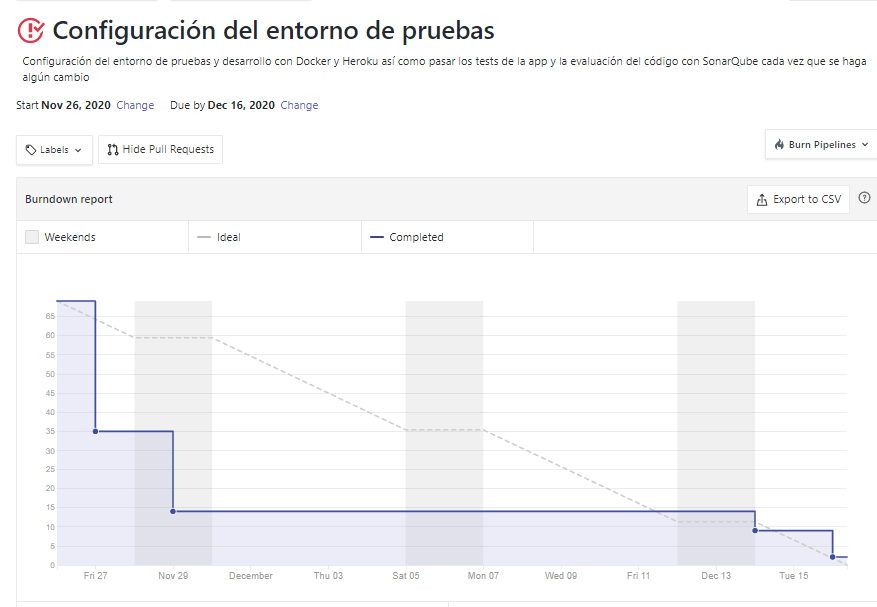 Configuración del entorno de pruebas
Configuración del entorno de pruebas y desarrollo con Docker y Heroku así como pasar los tests de la app y la evaluación del código con SonarQube cada vez que se haga
algún cambio
Start Nov 26, 2020 Change Due by Dec 16, 2020 Change
Labels Hide Pull Requests Burn Pipelines
Burndown report Export to CSV
Weekends Ideal Completed
65
60
55
50
45
40
35
30
25
20
15
10
5
0
Fri 27 Nov 29 December Thu 03 Sat 05 Mon 07 Wed 09 Fri 11 Dec 13 Tue 15